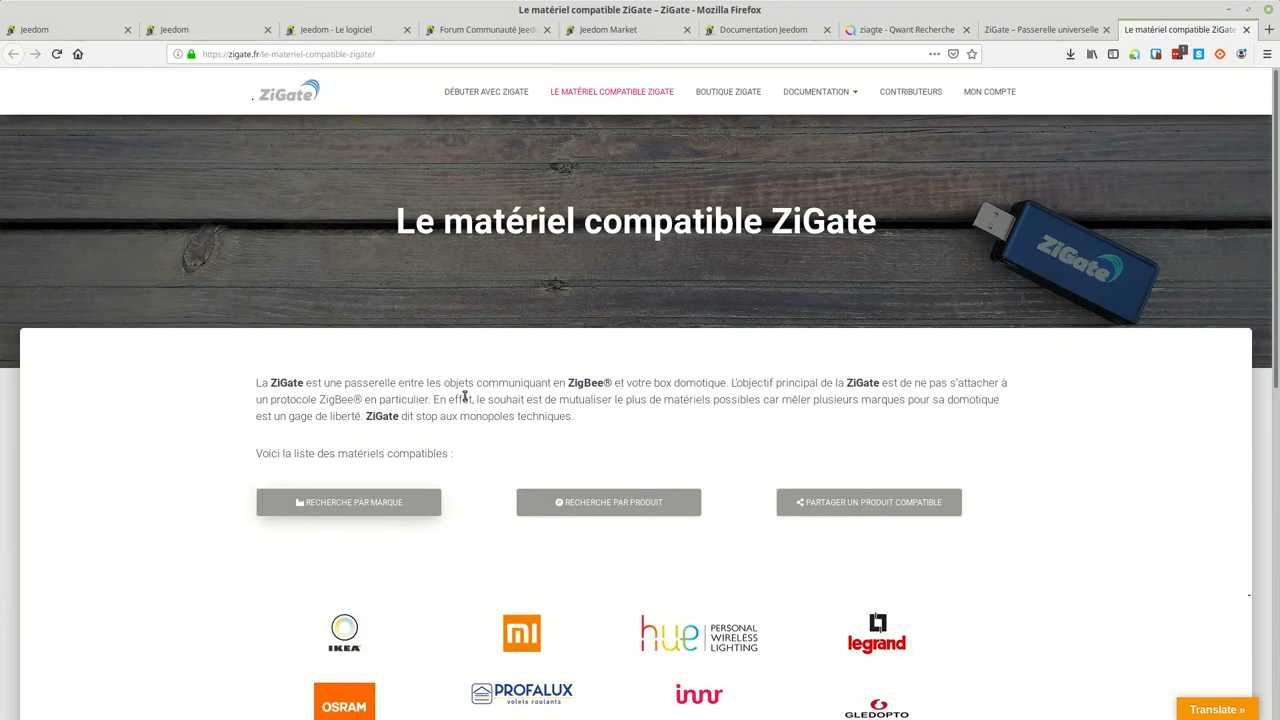 Le matériel compatible ZiGate – ZiGate - Mozilla Firefox
Jeedom
Jeedom
Jeedom - Le logiciel
Forum Communauté Jeedo
Jeedom Market
Documentation Jeedom
ziagte - Qwant Recherche
ZiGate – Passerelle universelle
Le matériel compatible ZiGate
https://zigate.fr/le-materiel-compatible-zigate/
1
ZiGate
DÉBUTER AVEC ZIGATE
LE MATÉRIEL COMPATIBLE ZIGATE
BOUTIQUE ZIGATE
DOCUMENTATION
CONTRIBUTEURS
MON COMPTE
Le matériel compatible ZiGate
ZiGate
La ZiGate est une passerelle entre les objets communiquant en ZigBee® et votre box domotique. L'objectif principal de la ZiGate est de ne pas s'attacher à
un protocole ZigBee® en particulier. En effet, le souhait est de mutualiser le plus de matériels possibles car mêler plusieurs marques pour sa domotique
est un gage de liberté. ZiGate dit stop aux monopoles techniques.
Voici la liste des matériels compatibles :
RECHERCHE PAR MARQUE
RECHERCHE PAR PRODUIT
PARTAGER UN PRODUIT COMPATIBLE
IKEA
mi
hue PERSONAL
WIRELESS
LIGHTING
legrand
OSRAM
PROFALUX
volets roulants
innr
GLEDOPTO
Translate »